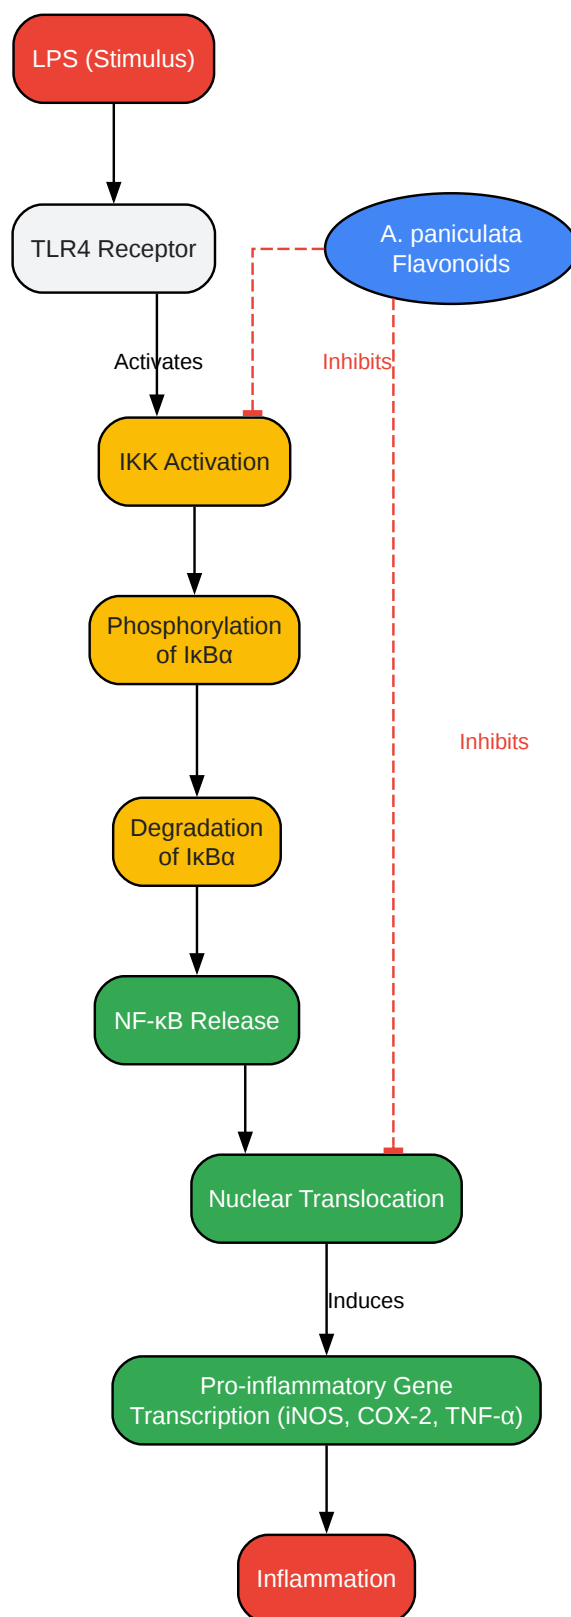 LPS (Stimulus)
TLR4 Receptor
A. paniculata
Flavonoids
Activates
Inhibits
IKK Activation
Phosphorylation
of IκBα
Inhibits
Degradation
of IκBα
NF-κB Release
Nuclear Translocation
Induces
Pro-inflammatory Gene
Transcription (iNOS, COX-2, TNF-α)
Inflammation